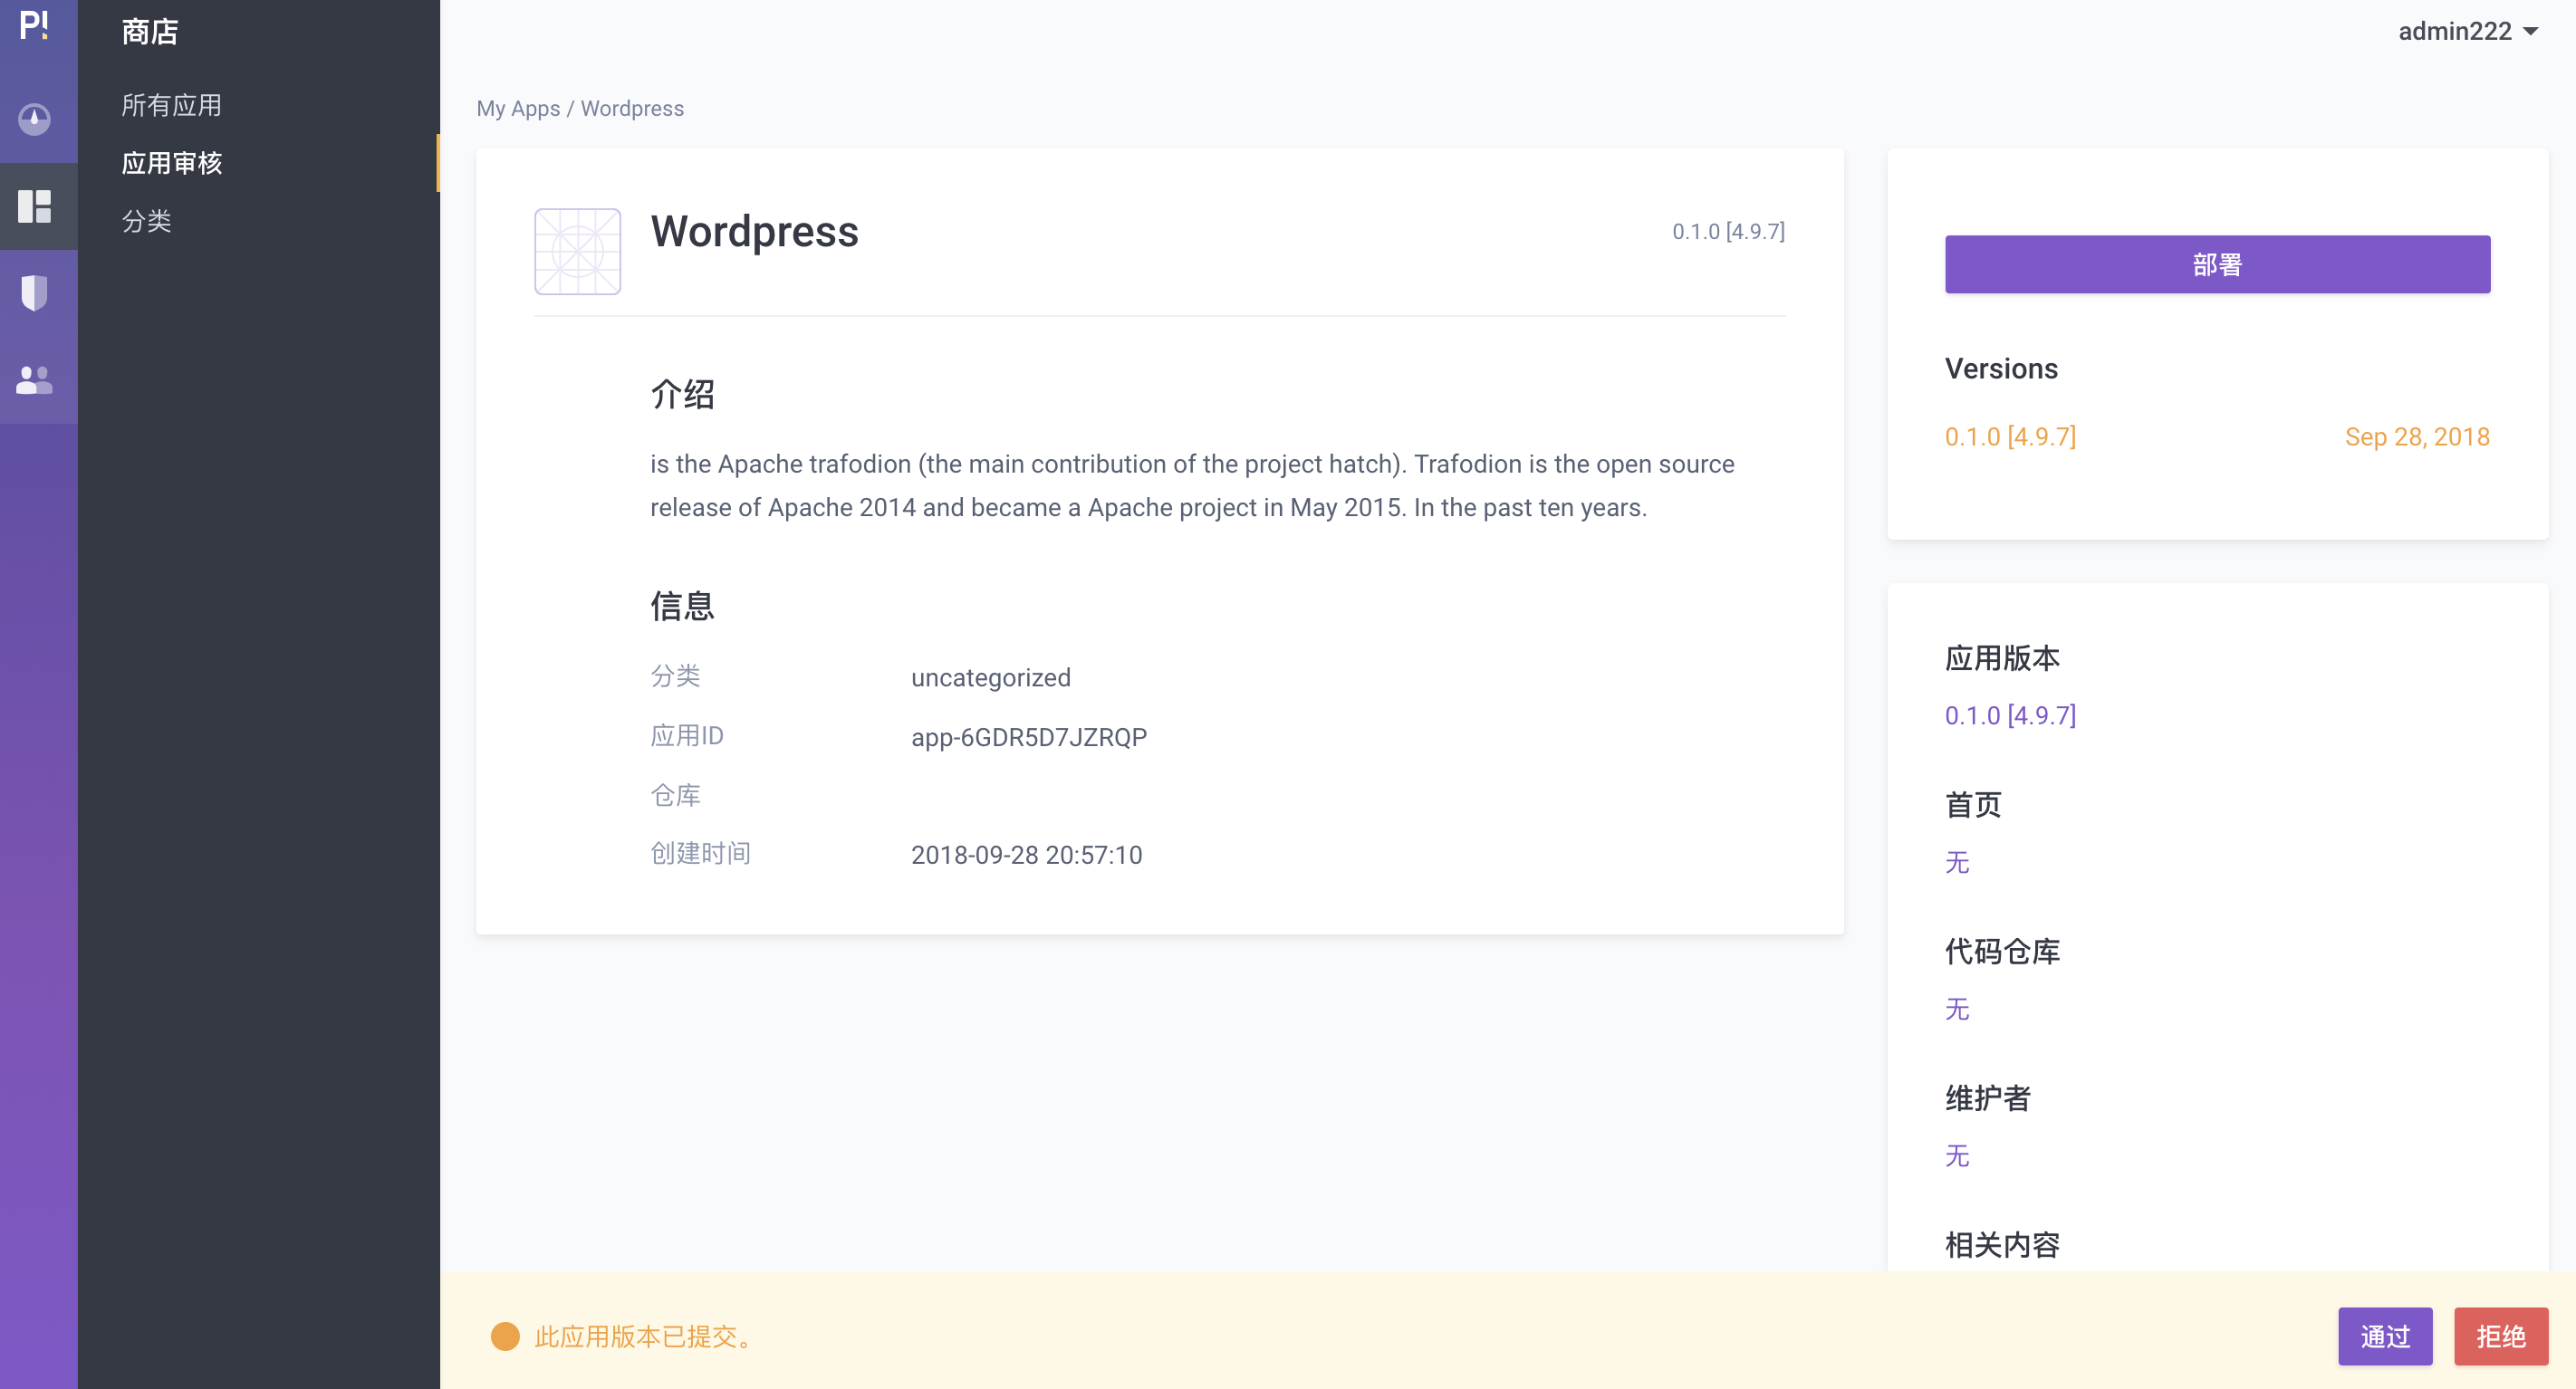 P!
商店
所有应用
应用审核
分类
admin222
My Apps / Wordpress
Wordpress
0.1.0 [4.9.7]
介绍
is the Apache trafodion (the main contribution of the project hatch). Trafodion is the open source
release of Apache 2014 and became a Apache project in May 2015. In the past ten years.
信息
分类 uncategorized
应用ID app-6GDR5D7JZRQP
仓库
创建时间 2018-09-28 20:57:10
部署
Versions
0.1.0 [4.9.7] Sep 28, 2018
应用版本
0.1.0 [4.9.7]
首页
无
代码仓库
无
维护者
无
相关内容
此应用版本已提交。
通过
拒绝